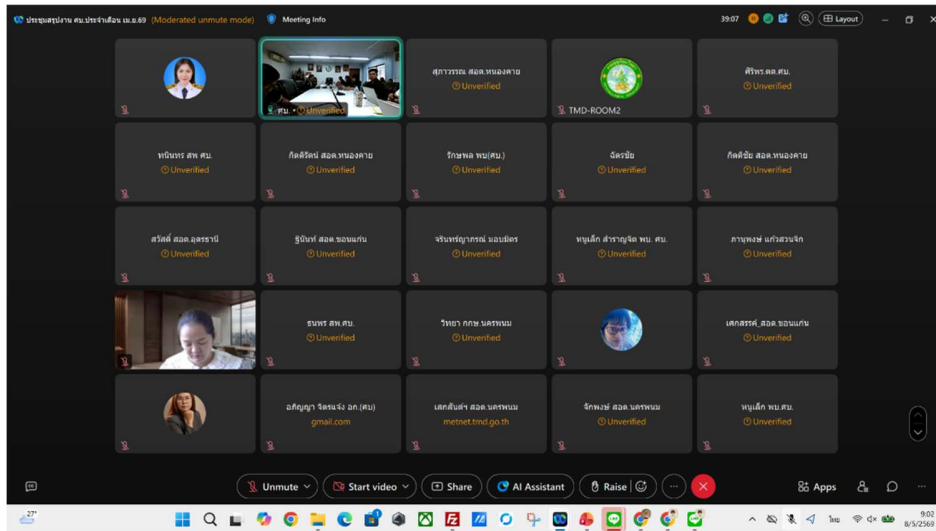 ประชุมสรุปงาน ศบ.ประจำเดือน เม.ย.69 (Moderated unmute mode) Meeting Info 39:07 Layout
สุภาวรรณ สอต.หนองคาย
Unverified
ศบ. • Unverified
TMD-ROOM2
ศิริพร.ตต.ศบ.
Unverified
ทนินทร สพ ศบ.
Unverified
กิตติรัตน์ สอต.หนองคาย
Unverified
รักษพล พบ(ศบ.)
Unverified
ฉัตรชัย
Unverified
กิตติชัย สอต.หนองคาย
Unverified
สวัสดิ์ สอต.อุดรธานี
Unverified
ฐินันท์ สอต.ขอนแก่น
Unverified
จรินทร์ญาภรณ์ มอบมิตร
Unverified
หนูเล็ก สำราญจิต พบ. ศบ.
Unverified
ภานุพงษ์ แก้วสวนจิก
Unverified
ธนพร สพ.ศบ.
Unverified
วิทยา กกษ.นครพนม
Unverified
เศกสรรค์_สอต.ขอนแก่น
Unverified
อภิญญา จิตรแจ้ง อก.(ศบ)
gmail.com
เสกสันต์ฯ สอต.นครพนม
metnet.tmd.go.th
จักพงษ์ สอต.นครพนม
Unverified
หนูเล็ก พบ.ศบ.
Unverified
Unmute Start video Share AI Assistant Raise Apps
27°
ไทย 9:02
8/5/2569